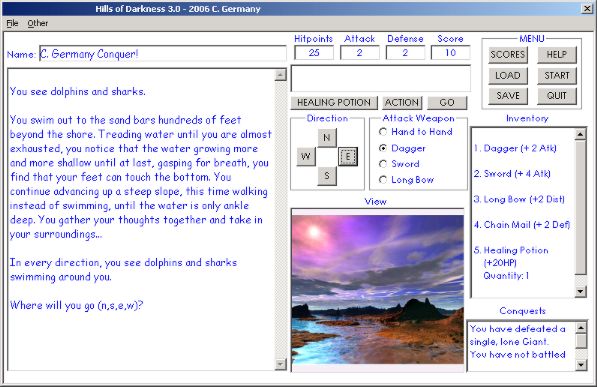 Hills of Darkness 3.0 - 2006 C. Germany
File Other
Name: C. Germany Conquer!
You see dolphins and sharks.
You swim out to the sand bars hundreds of feet
beyond the shore. Treading water until you are almost
exhausted, you notice that the water growing more
and more shallow until at last, gasping for breath, you
find that your feet can touch the bottom. You
continue advancing up a steep slope, this time walking
instead of swimming, until the water is only ankle
deep. You gather your thoughts together and take in
your surroundings...
In every direction, you see dolphins and sharks
swimming around you.
Where will you go (n,s,e,w)?
Hitpoints Attack Defense Score
25 2 2 10
HEALING POTION ACTION GO
Direction
N
W E
S
Attack Weapon
Hand to Hand
Dagger
Sword
Long Bow
View
MENU
SCORES HELP
LOAD START
SAVE QUIT
Inventory
1. Dagger (+ 2 Atk)
2. Sword (+ 4 Atk)
3. Long Bow (+2 Dist)
4. Chain Mail (+ 2 Def)
5. Healing Potion
(+20HP)
Quantity: 1
Conquests
You have defeated a
single, lone Giant.
You have not battled